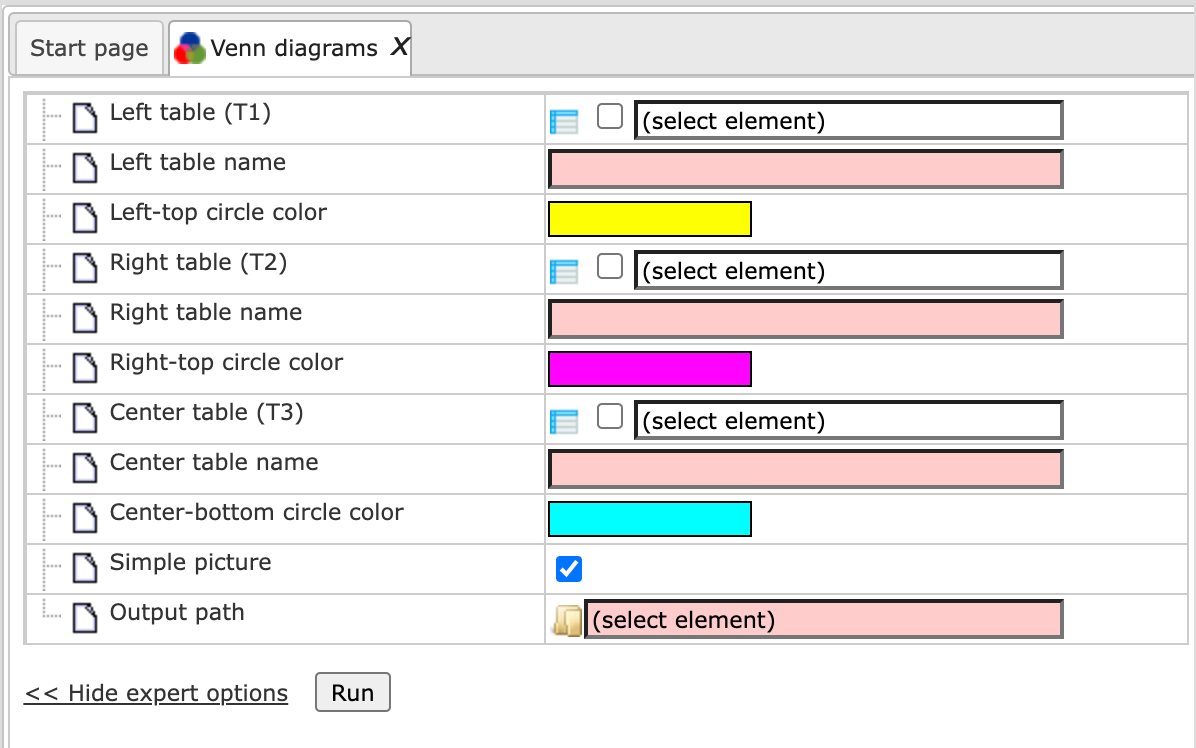 Start page
Venn diagrams X
Left table (T1) (select element)
Left table name
Left-top circle color
Right table (T2) (select element)
Right table name
Right-top circle color
Center table (T3) (select element)
Center table name
Center-bottom circle color
Simple picture
Output path (select element)
<< Hide expert options Run